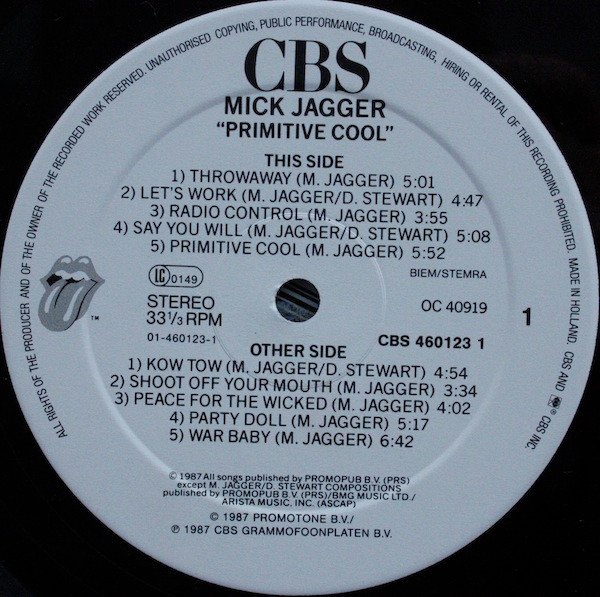 ALL RIGHTS OF THE PRODUCER AND OF THE OWNER OF THE RECORDED WORK RESERVED. UNAUTHORISED COPYING, PUBLIC PERFORMANCE, BROADCASTING, HIRING OR RENTAL OF THIS RECORDING PROHIBITED. MADE IN HOLLAND. CBS AND ARE ® CBS INC.
CBS
MICK JAGGER
"PRIMITIVE COOL"
THIS SIDE
1) THROWAWAY (M. JAGGER) 5:01
2) LET'S WORK (M. JAGGER/D. STEWART) 4:47
3) RADIO CONTROL (M. JAGGER) 3:55
4) SAY YOU WILL (M. JAGGER/D. STEWART) 5:08
5) PRIMITIVE COOL (M. JAGGER) 5:52
LC 0149
BIEM/STEMRA
STEREO
OC 40919
33 1/3 RPM
1
TM
01-460123-1
CBS 460123 1
OTHER SIDE
1) KOW TOW (M. JAGGER/D. STEWART) 4:54
2) SHOOT OFF YOUR MOUTH (M. JAGGER) 3:34
3) PEACE FOR THE WICKED (M. JAGGER) 4:02
4) PARTY DOLL (M. JAGGER) 5:17
5) WAR BABY (M. JAGGER) 6:42
© 1987 All songs published by PROMOPUB B.V. (PRS)
except M. JAGGER/D. STEWART COMPOSITIONS
published by PROMOPUB B.V. (PRS)/BMG MUSIC LTD./
ARISTA MUSIC, INC. (ASCAP)
© 1987 PROMOTONE B.V./
℗ 1987 CBS GRAMMOFOONPLATEN B.V.